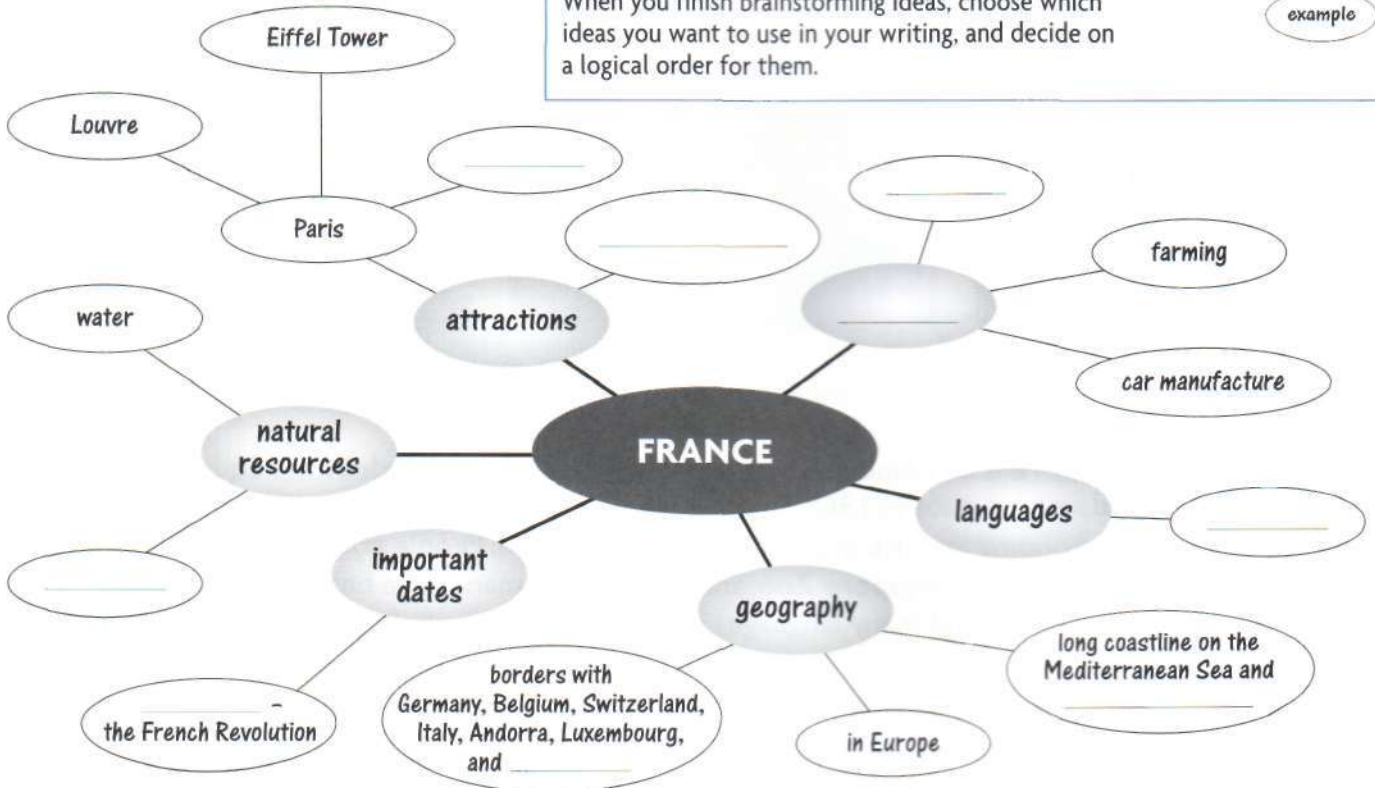 When you finish brainstorming ideas, choose which
ideas you want to use in your writing, and decide on
a logical order for them.
example
Eiffel Tower
Louvre
Paris
attractions
farming
car manufacture
water
natural
resources
FRANCE
languages
important
dates
geography
the French Revolution
borders with
Germany, Belgium, Switzerland,
Italy, Andorra, Luxembourg,
and
in Europe
long coastline on the
Mediterranean Sea and